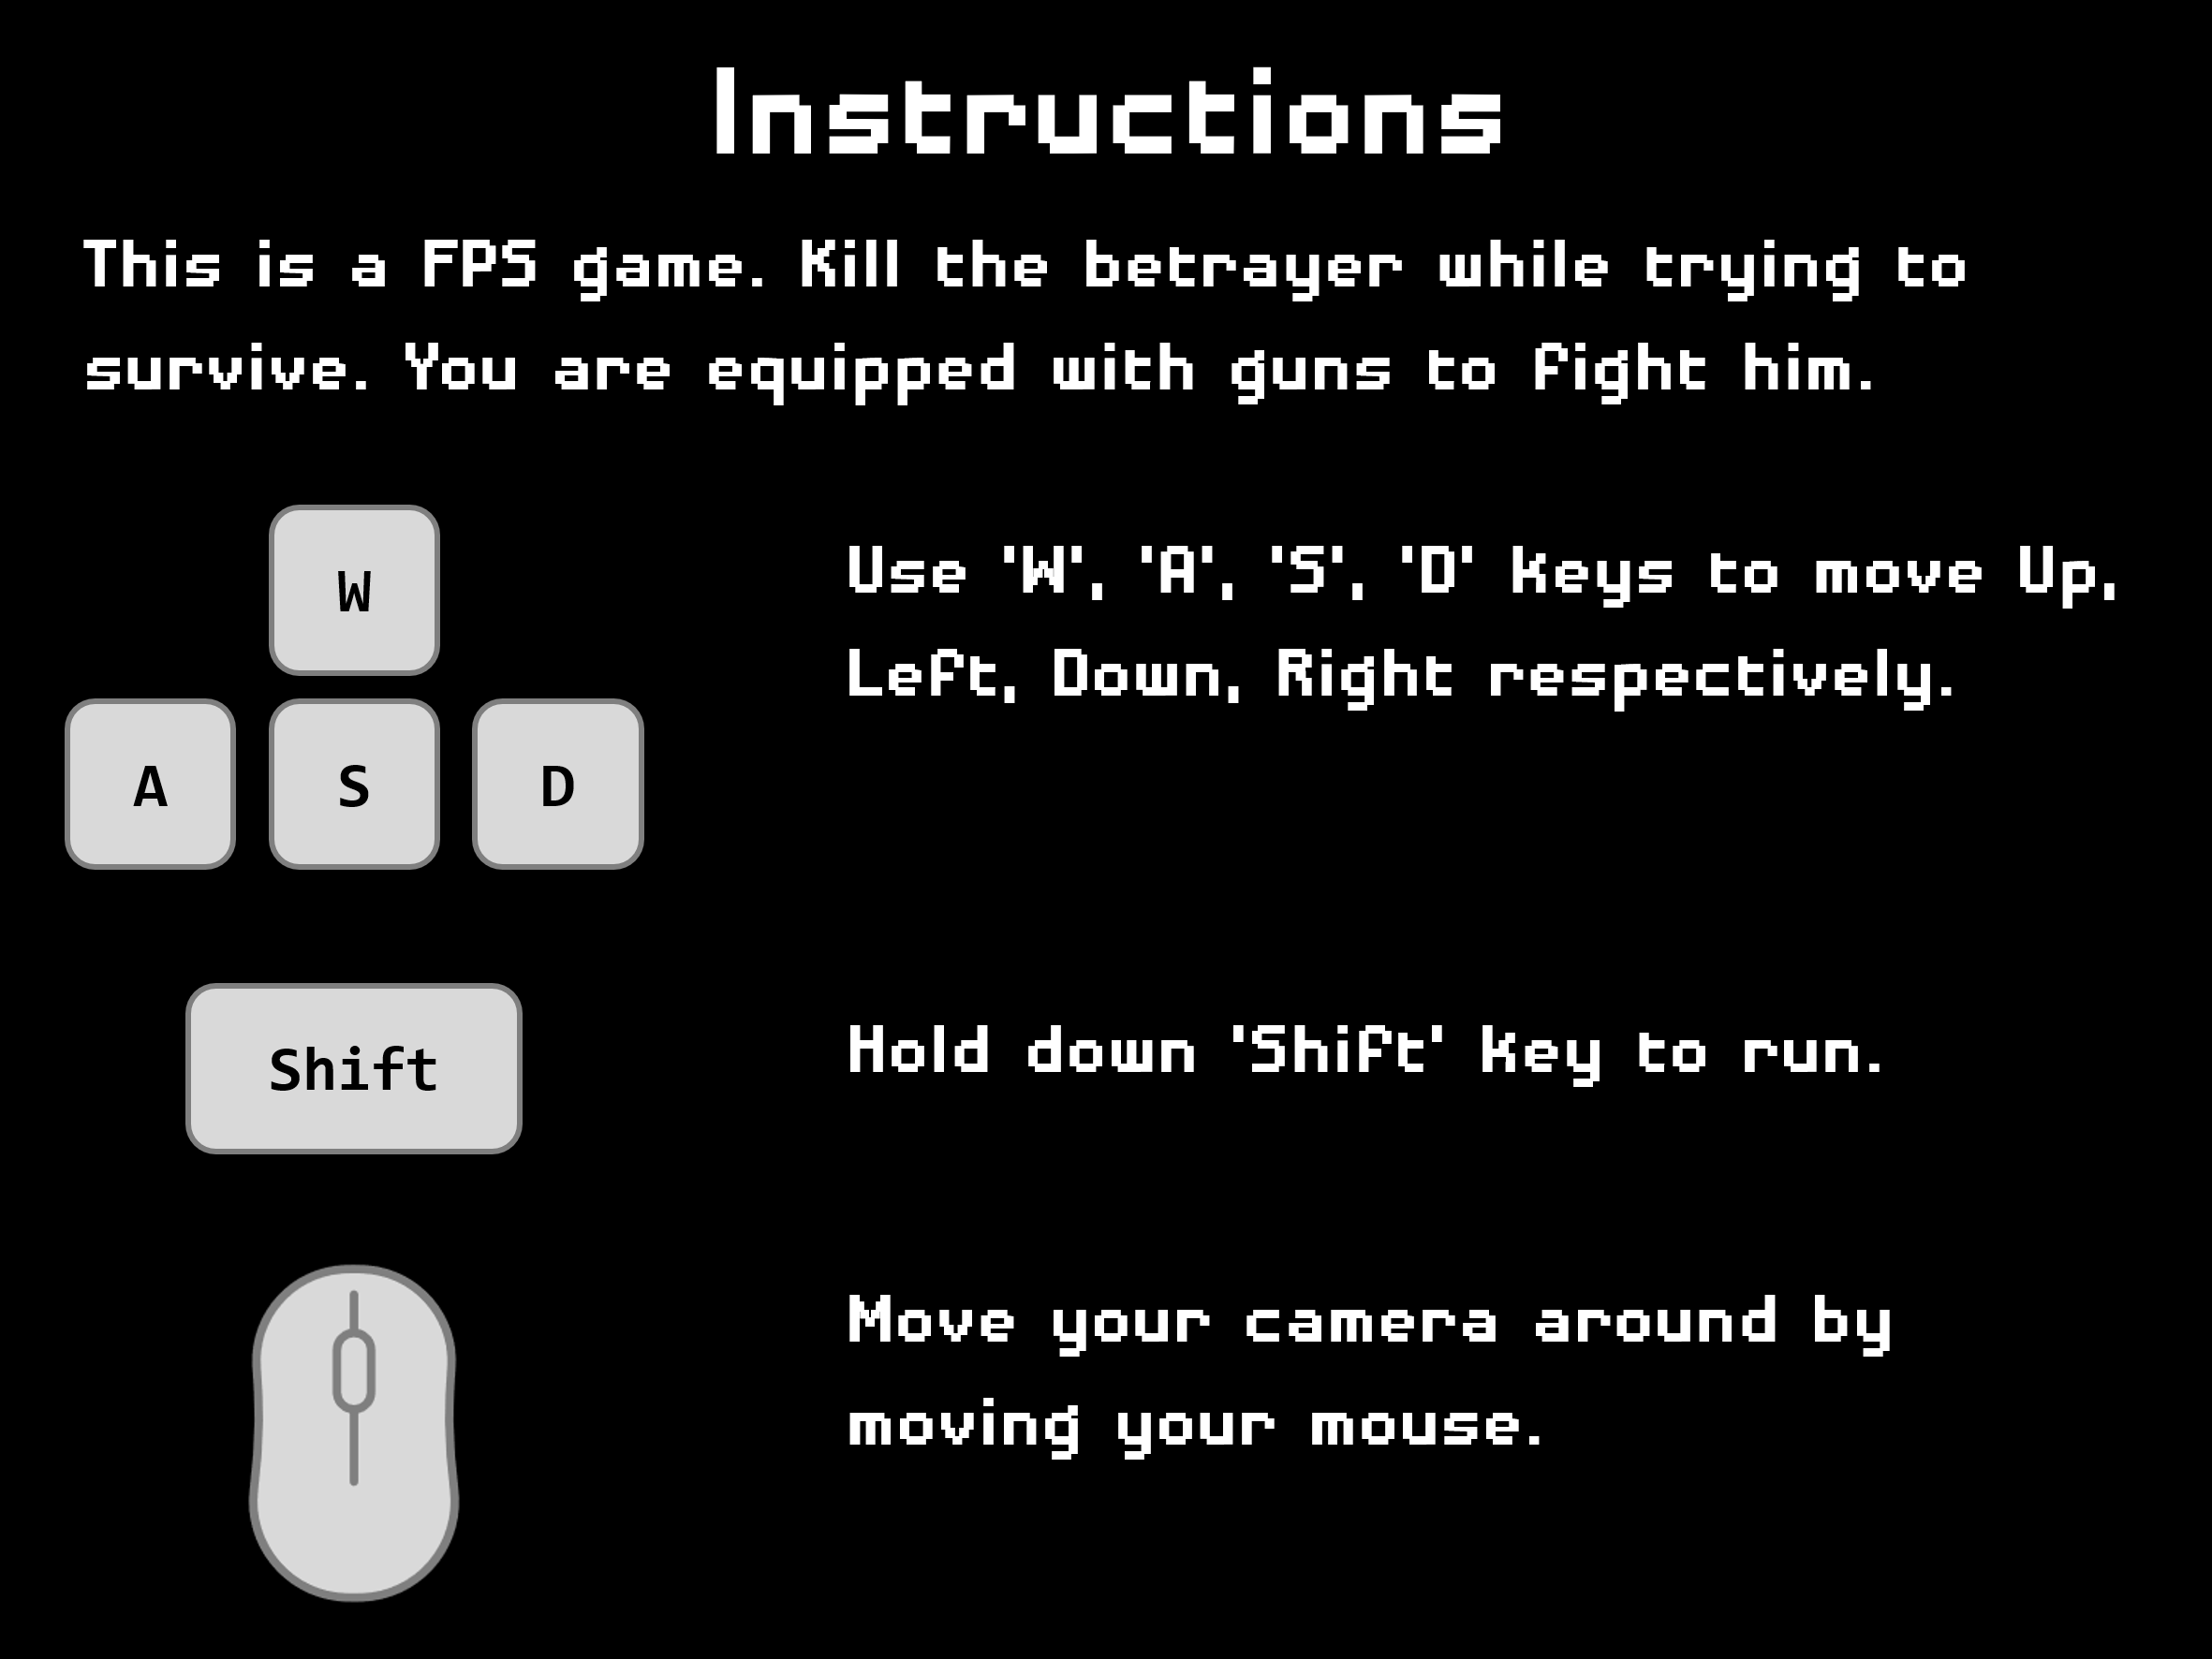 Instructions
This is a FPS game. Kill the betrayer while trying to
survive. You are equipped with guns to fight him.
W
Use 'W', 'A', 'S', 'D' keys to move Up,
Left, Down, Right respectively.
A S D
Shift
Hold down 'Shift' key to run.
Move your camera around by
moving your mouse.